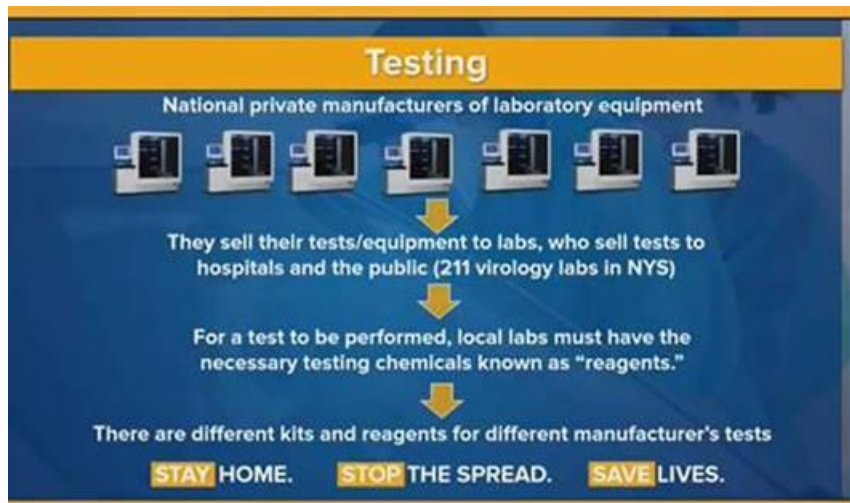 Testing
National private manufacturers of laboratory equipment
They sell their tests/equipment to labs, who sell tests to
hospitals and the public (211 virology labs in NYS)
For a test to be performed, local labs must have the
necessary testing chemicals known as “reagents.”
There are different kits and reagents for different manufacturer's tests
STAY HOME. STOP THE SPREAD. SAVE LIVES.